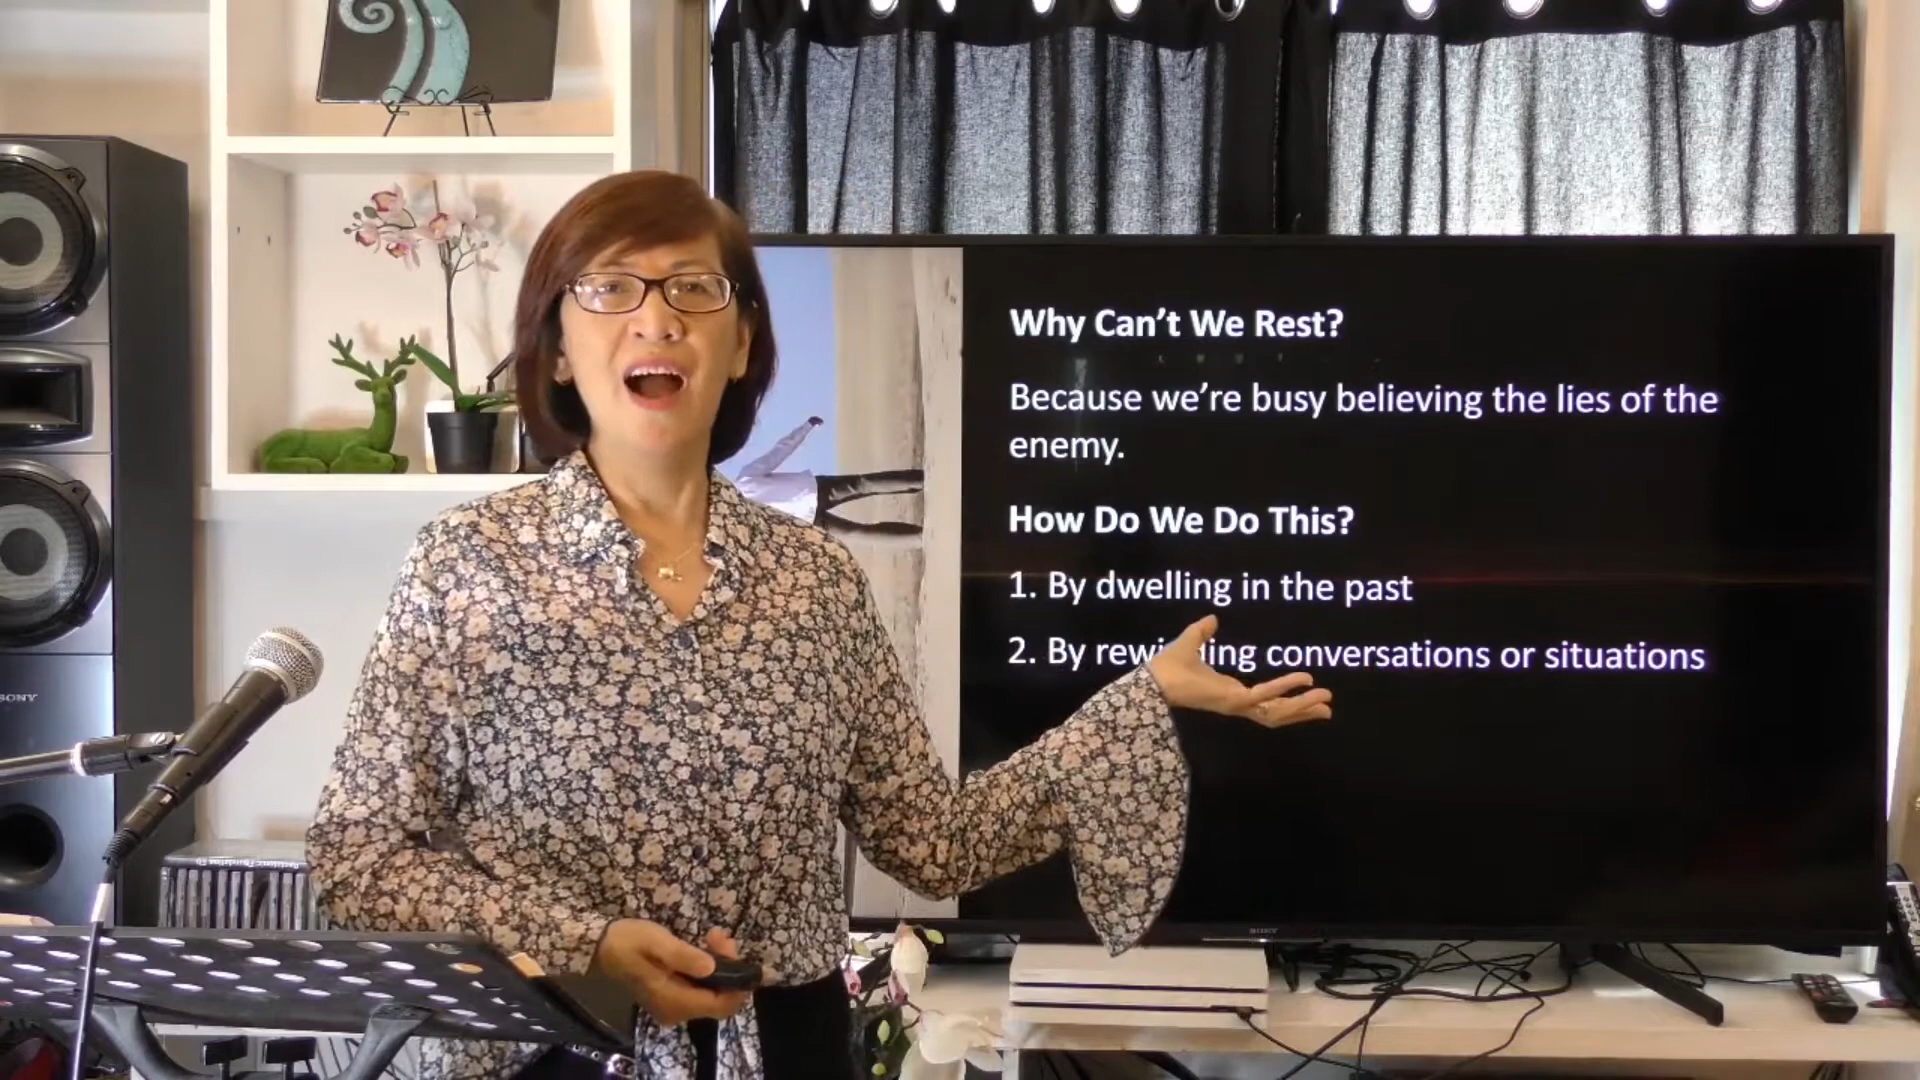 Why Can't We Rest?
Because we're busy believing the lies of the
enemy.
How Do We Do This?
1. By dwelling in the past
2. By conversations or situations
SONY
SONY